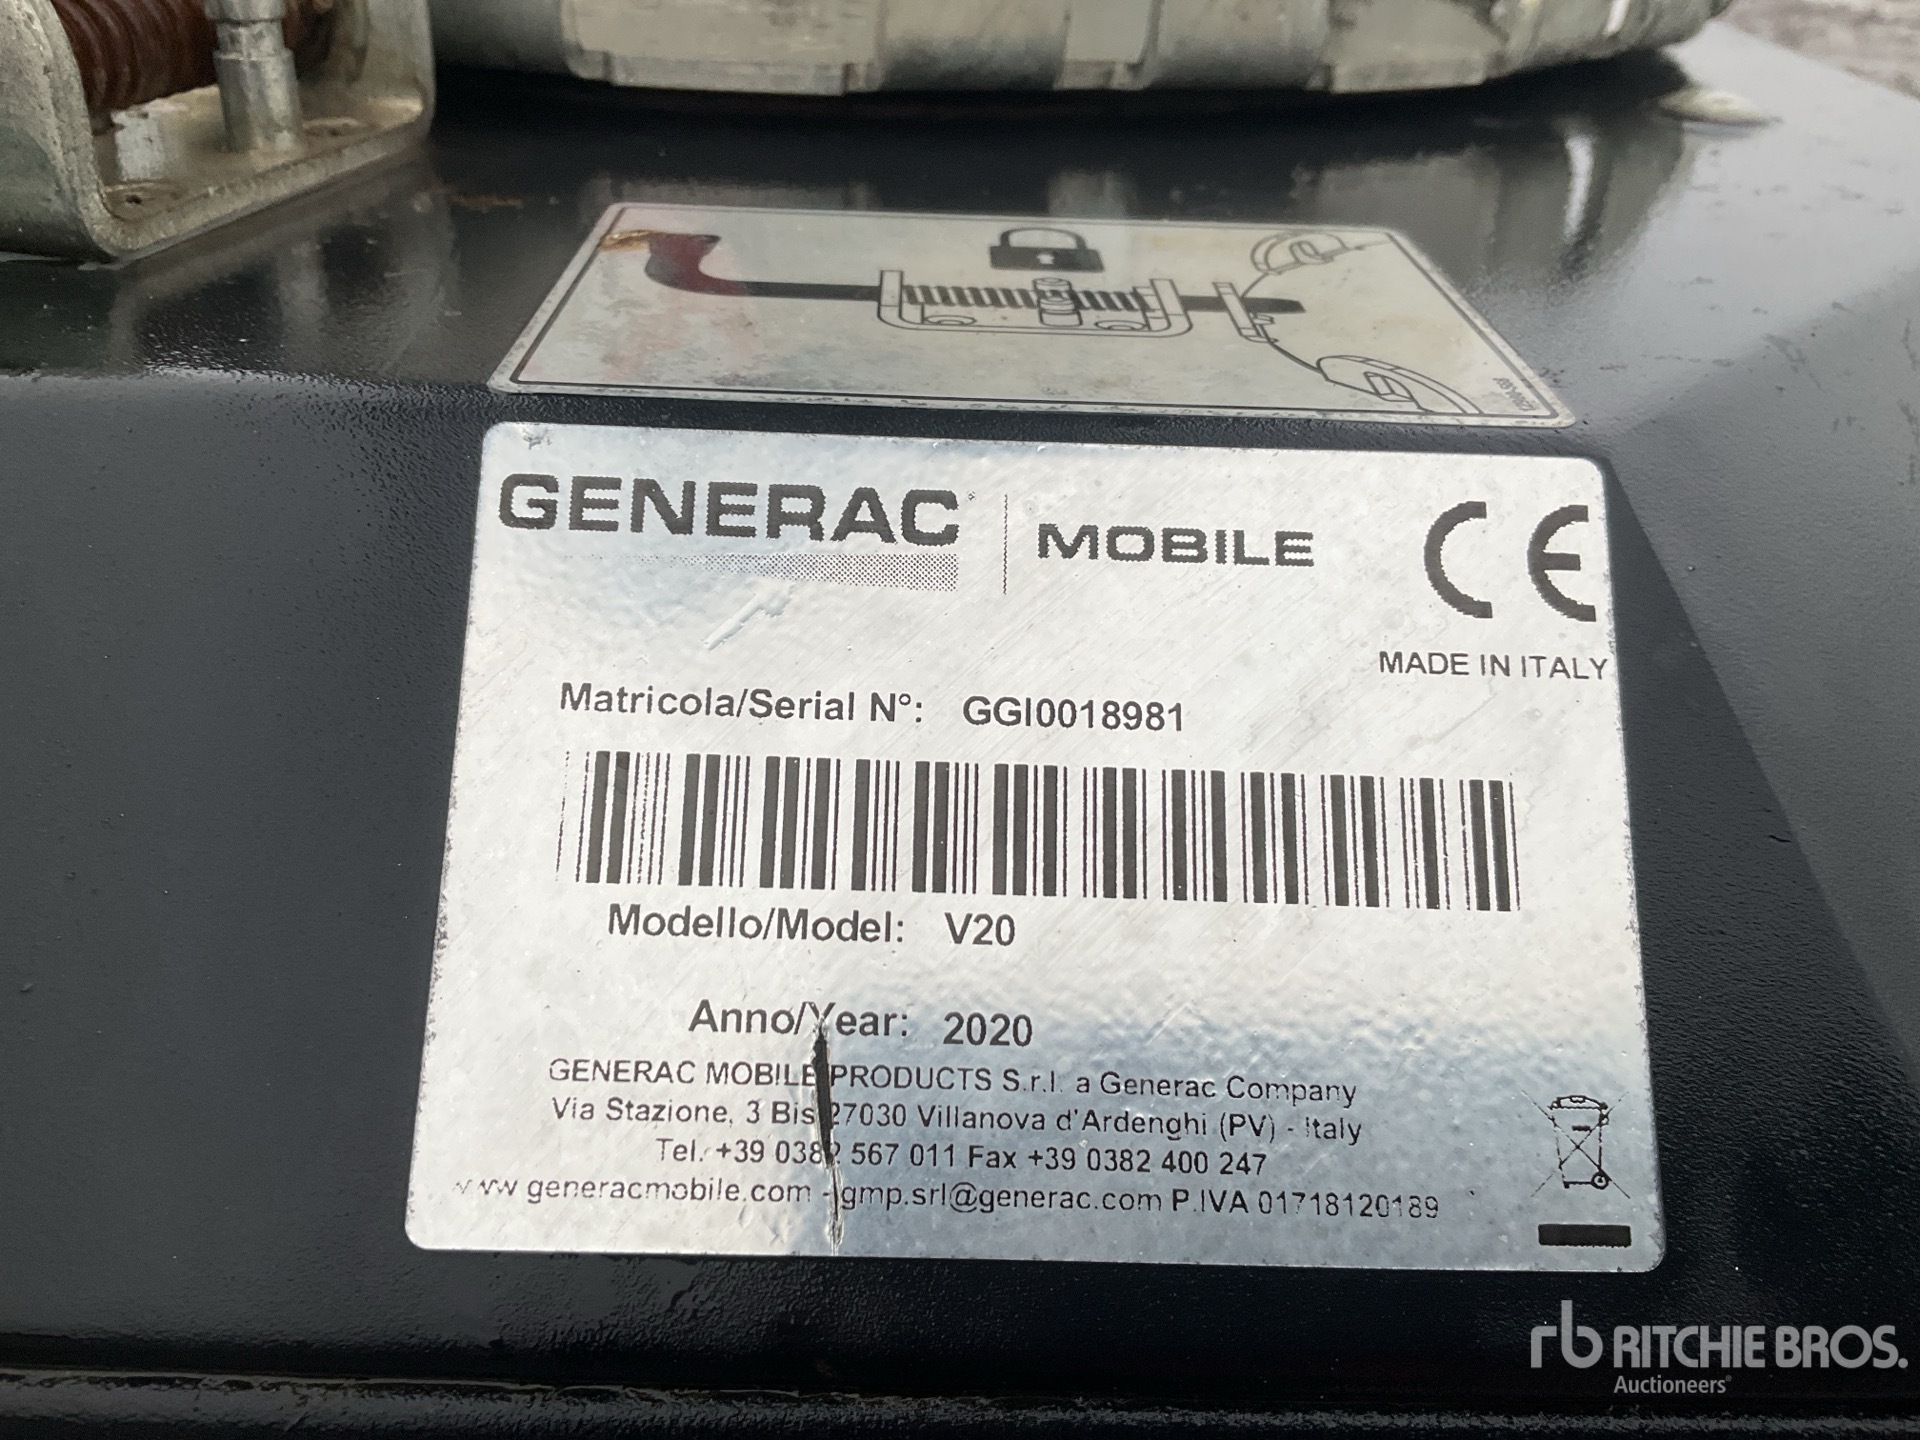 GENERAC
MOBILE
CE
MADE IN ITALY
Matricola/Serial N°: GGI0018981
Modello/Model: V20
Anno/Year: 2020
GENERAC MOBILE PRODUCTS S.r.l. a Generac Company
Via Stazione, 3 Bis 27030 Villanova d'Ardenghi (PV) - Italy
Tel. +39 0382 567 011 Fax +39 0382 400 247
www generacmobile.com - gmp.srl@generac.com P.IVA 01718120189
rb RITCHIE BROS.
Auctioneers